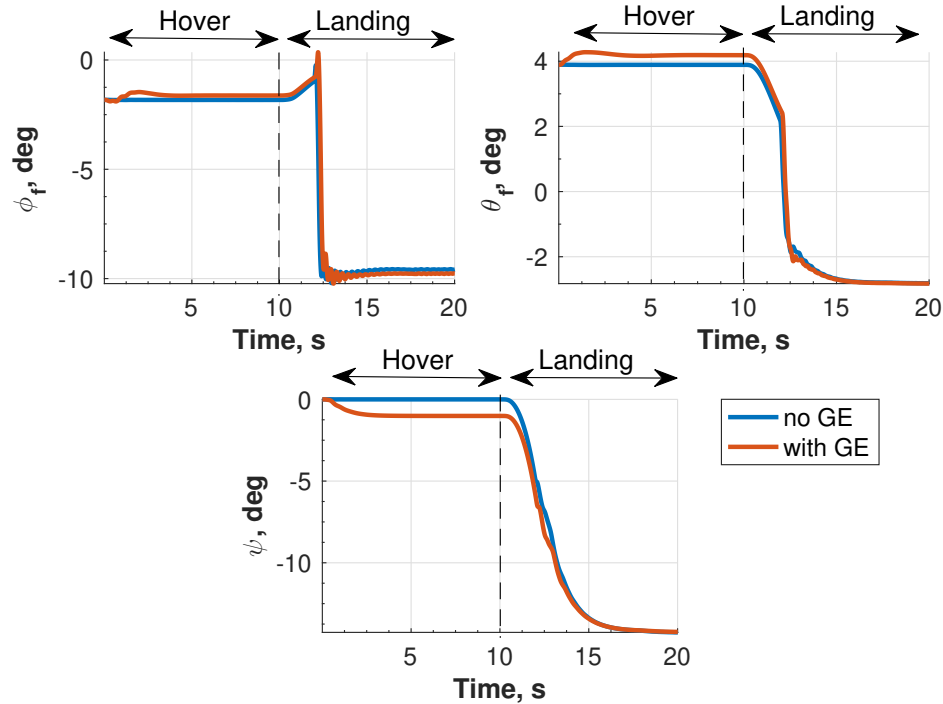 Hover Landing
0
-5
-10
ϕf, deg
5 10 15 20
Time, s
Hover Landing
4
2
0
-2
θf, deg
5 10 15 20
Time, s
Hover Landing
0
-5
-10
ψ, deg
5 10 15 20
Time, s
no GE
with GE